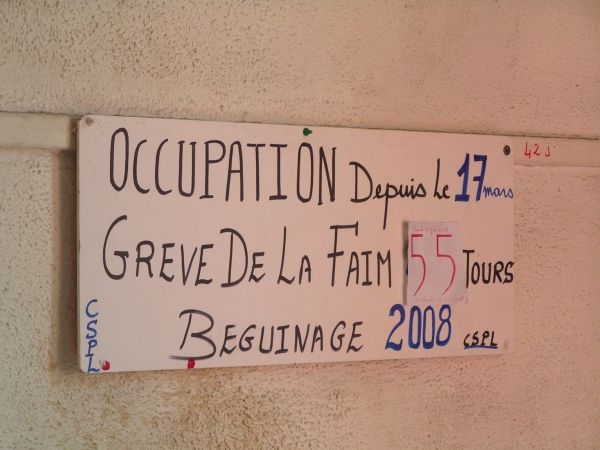 OCCUPATION Depuis Le 17 mars
42 J
GREVE DE LA FAIM 55 JOURS
BEGUINAGE 2008 CSPL
CSPL